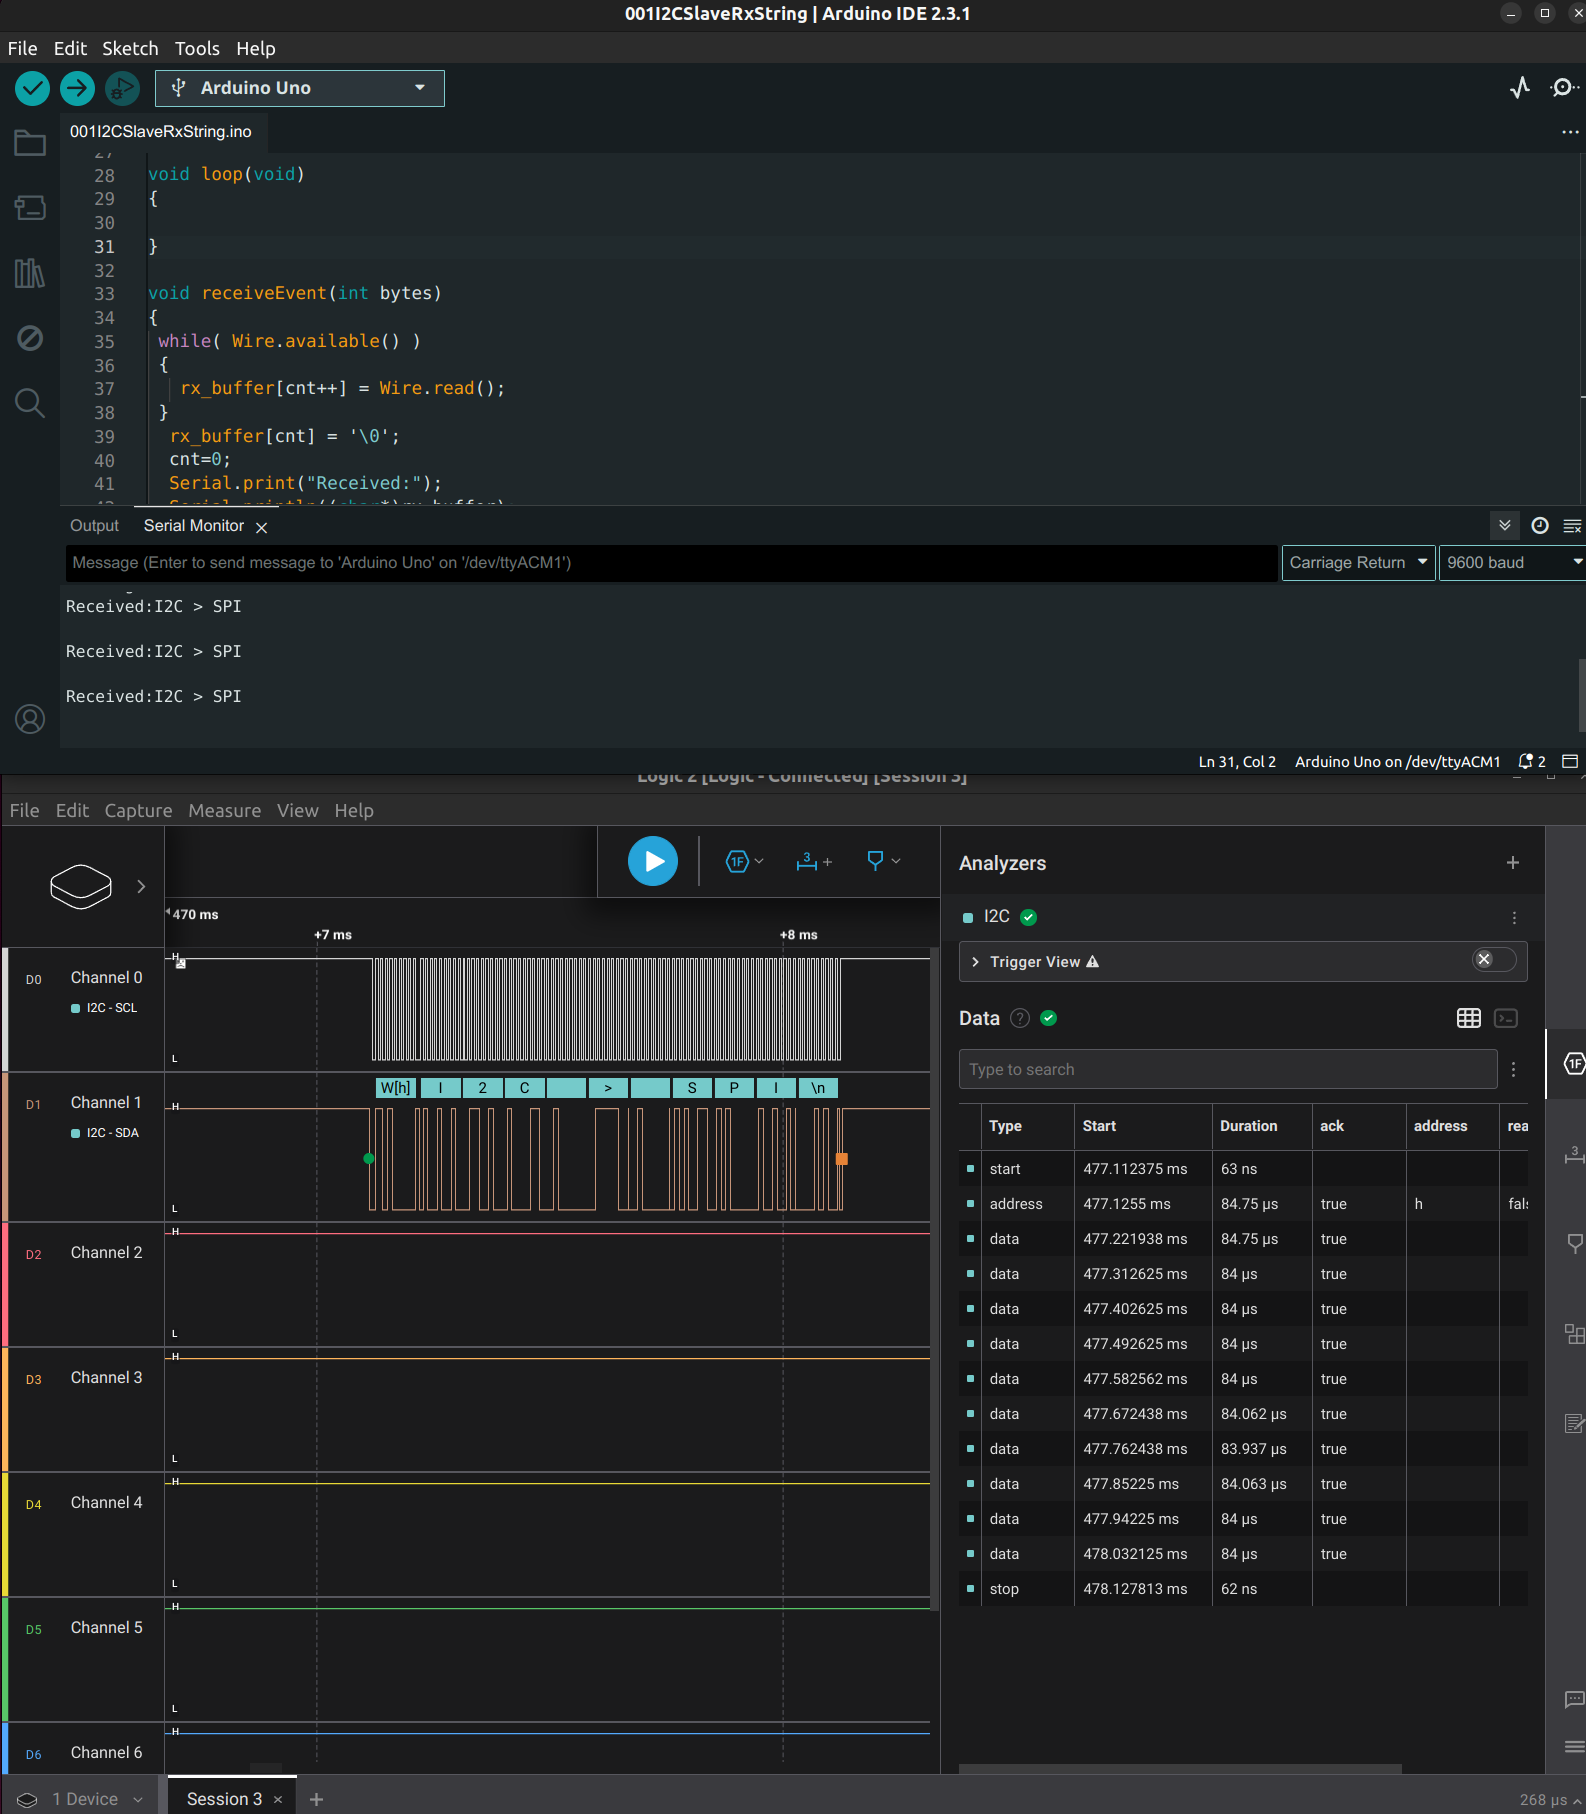 001I2CSlaveRxString | Arduino IDE 2.3.1
File Edit Sketch Tools Help
Arduino Uno
001I2CSlaveRxString.ino
27
28 void loop(void)
29 {
30
31 }
32
33 void receiveEvent(int bytes)
34 {
35 while( Wire.available() )
36 {
37 rx_buffer[cnt++] = Wire.read();
38 }
39 rx_buffer[cnt] = '\0';
40 cnt=0;
41 Serial.print("Received:");
Output Serial Monitor
Message (Enter to send message to 'Arduino Uno' on '/dev/ttyACM1') Carriage Return 9600 baud
Received:I2C > SPI
Received:I2C > SPI
Received:I2C > SPI
Ln 31, Col 2 Arduino Uno on /dev/ttyACM1 2
Logic 2 [Logic - Connected] [Session 3]
File Edit Capture Measure View Help
1F 3 +
470 ms
+7 ms +8 ms
D0 Channel 0 H
I2C - SCL
L
W[h] I 2 C > S P I \n
D1 Channel 1 H
I2C - SDA
L
D2 Channel 2 H
L
D3 Channel 3 H
L
D4 Channel 4 H
L
D5 Channel 5 H
L
D6 Channel 6 H
Analyzers +
I2C
Trigger View
Data ?
Type to search
Type Start Duration ack address rea
start 477.112375 ms 63 ns
address 477.1255 ms 84.75 µs true h fals
data 477.221938 ms 84.75 µs true
data 477.312625 ms 84 µs true
data 477.402625 ms 84 µs true
data 477.492625 ms 84 µs true
data 477.582562 ms 84 µs true
data 477.672438 ms 84.062 µs true
data 477.762438 ms 83.937 µs true
data 477.85225 ms 84.063 µs true
data 477.94225 ms 84 µs true
data 478.032125 ms 84 µs true
stop 478.127813 ms 62 ns
1F
3
1 Device Session 3 × + 268 µs